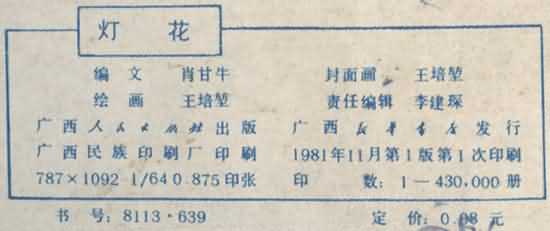 灯花
编文 肖甘牛 封面画 王培堃
绘画 王培堃 责任编辑 李建琛
广西人民出版社出版 广西新华书店发行
广西民族印刷厂印刷 1981年11月第1版第1次印刷
787×1092 1/64 0.875印张 印数:1—430,000册
书号:8113·639 定价:0.08元